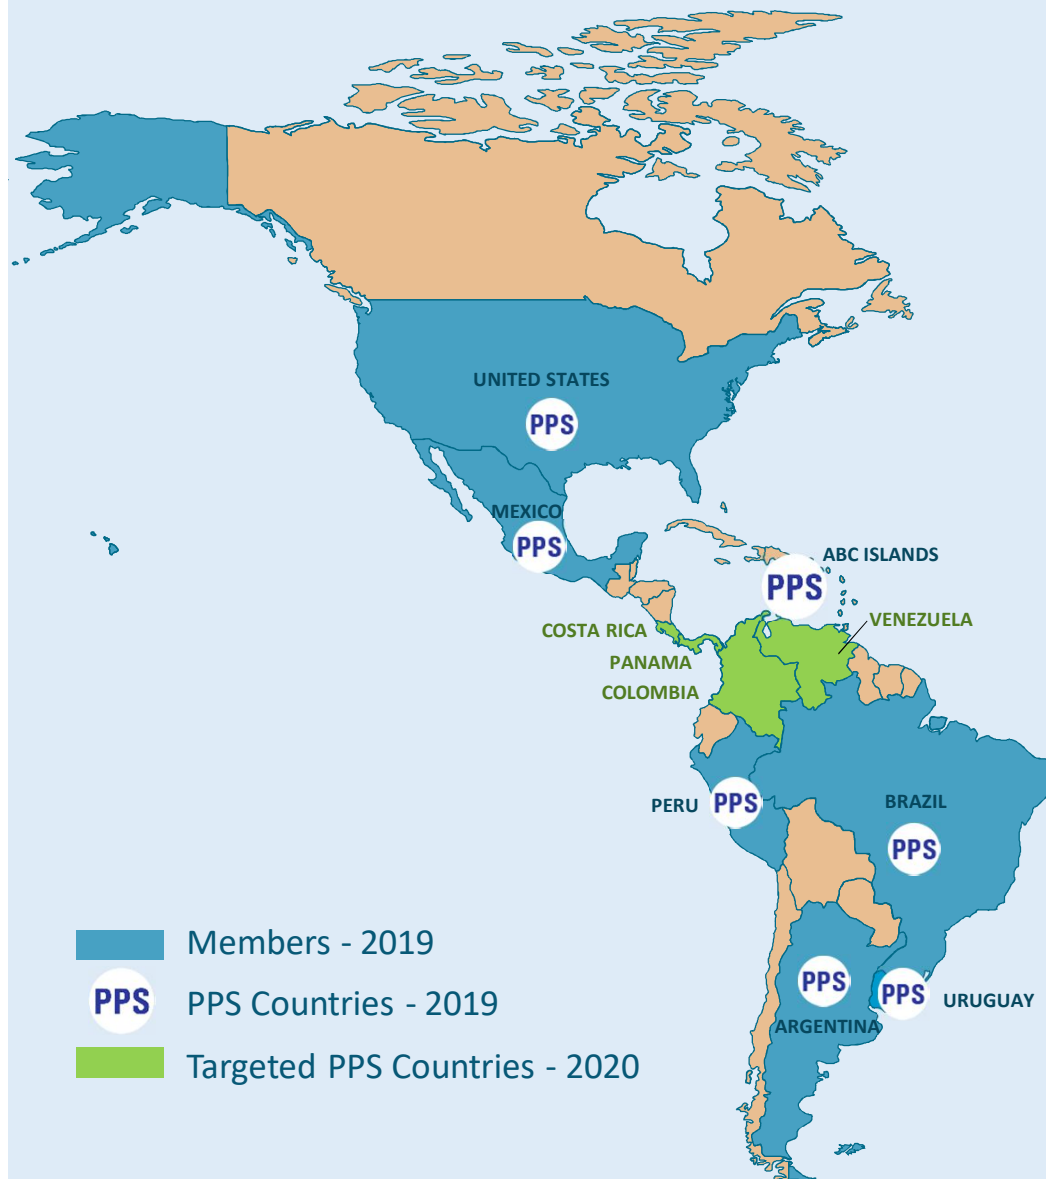 UNITED STATES
PPS
MEXICO
PPS
ABC ISLANDS
PPS
VENEZUELA
COSTA RICA
PANAMA
COLOMBIA
PERU
PPS
BRAZIL
PPS
PPS
ARGENTINA
PPS
URUGUAY
Members - 2019
PPS
PPS Countries - 2019
Targeted PPS Countries - 2020